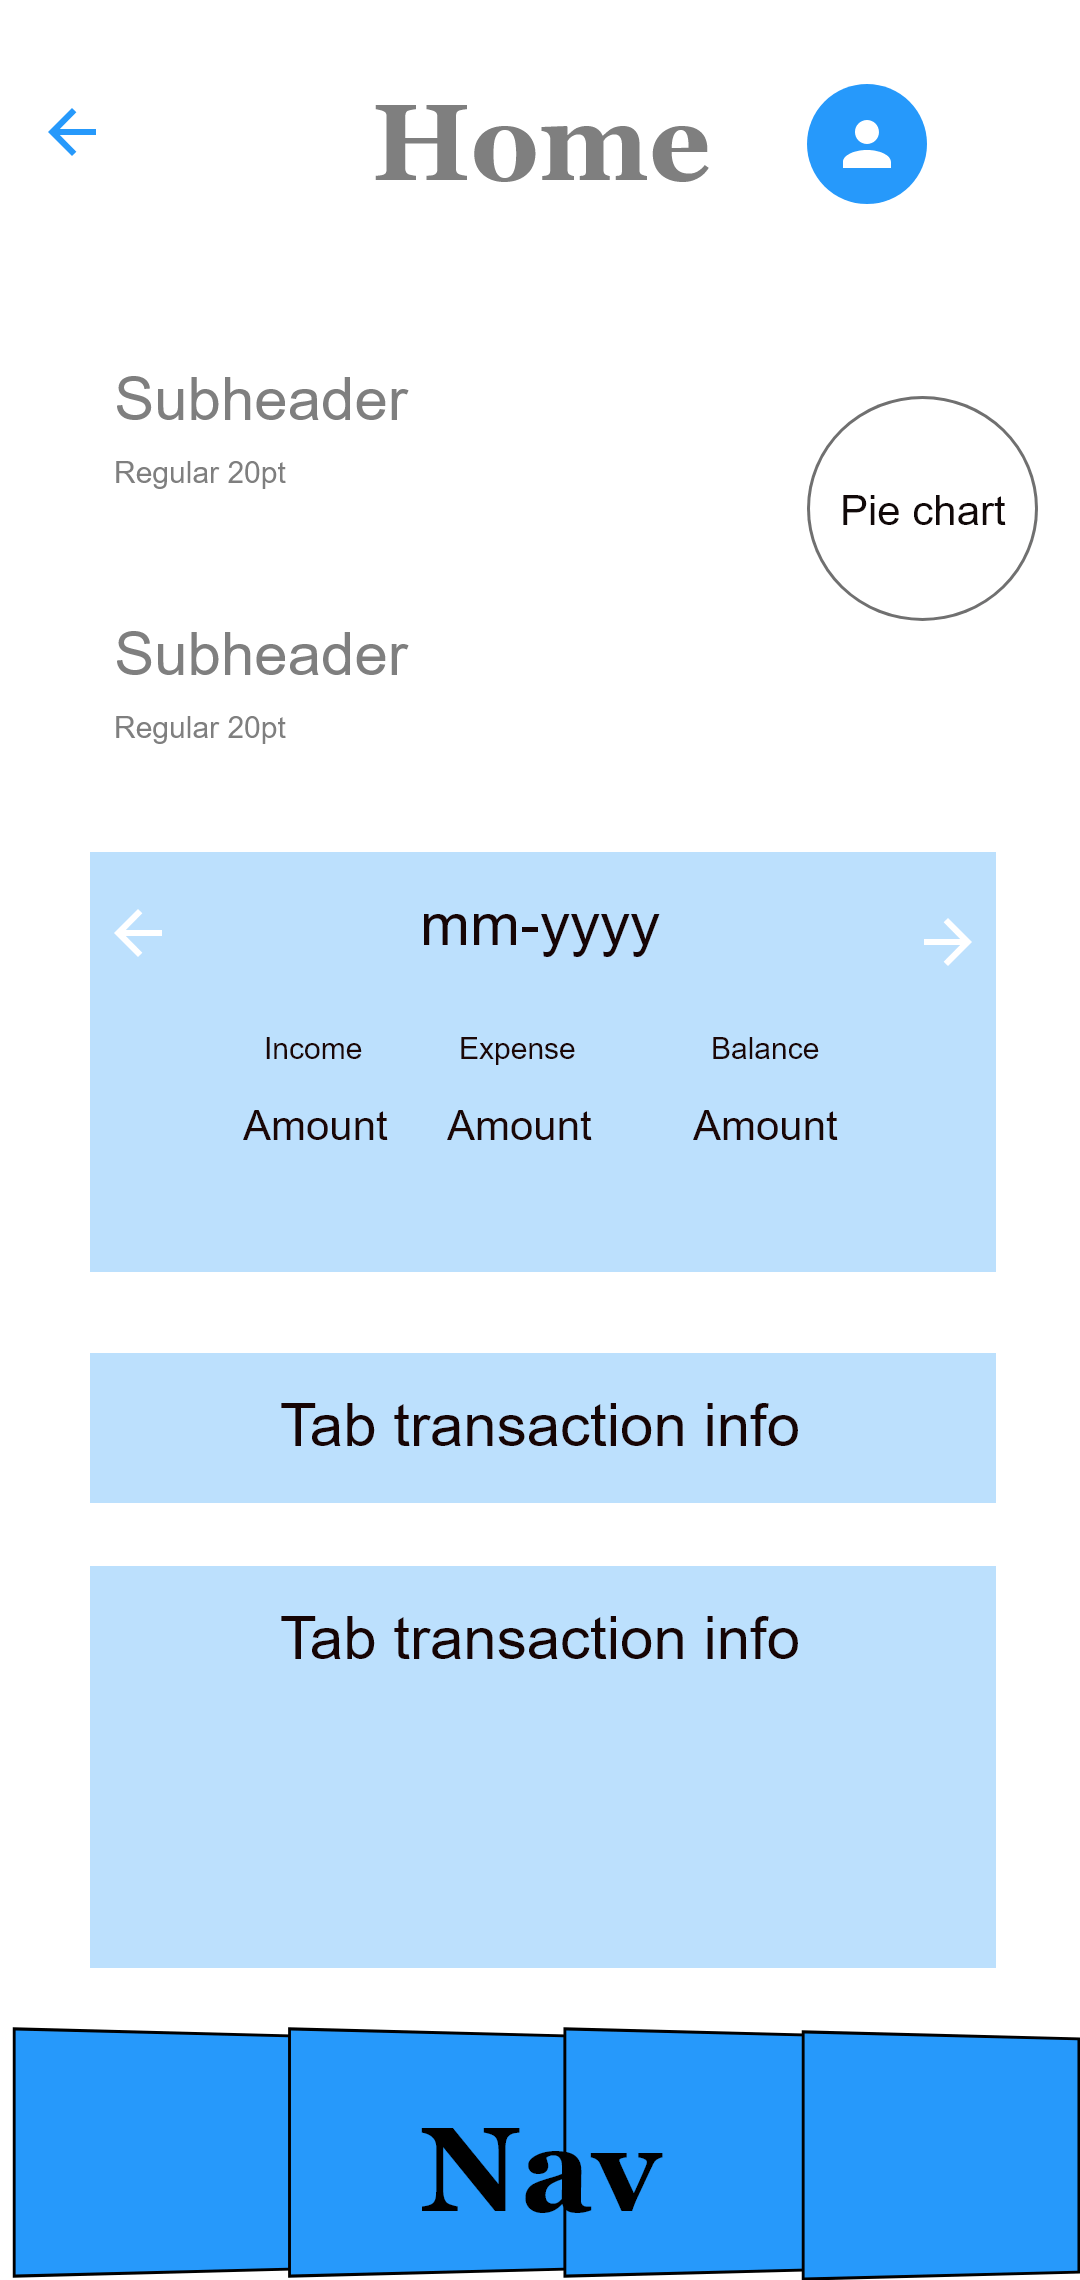 Home
Subheader
Regular 20pt
Pie chart
Subheader
Regular 20pt
mm-yyyy
Income Expense Balance
Amount Amount Amount
Tab transaction info
Tab transaction info
Nav